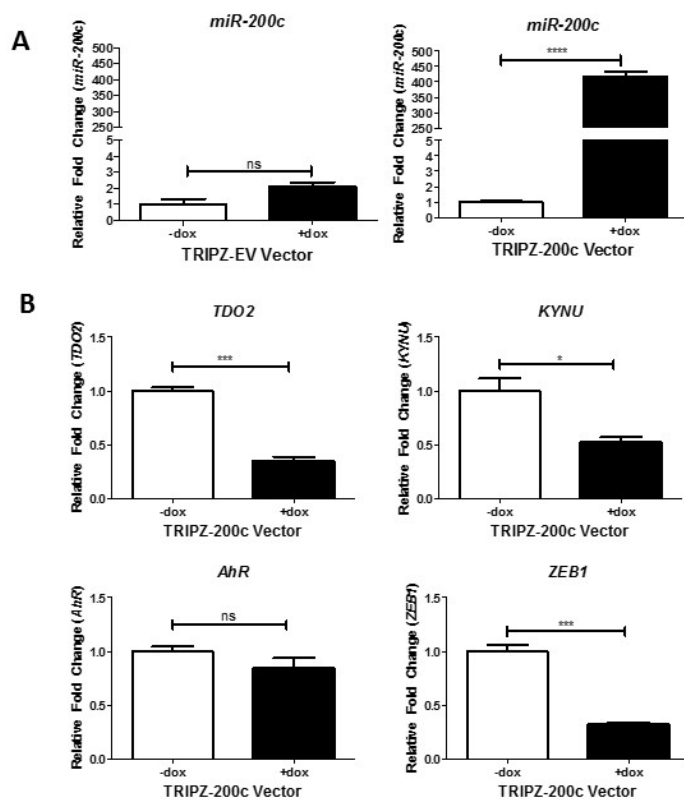 A
miR-200c
Relative Fold Change (miR-200c)
500
450
400
350
300
250
5
4
3
2
1
0
ns
-dox
+dox
TRIPZ-EV Vector
miR-200c
Relative Fold Change (miR-200c)
500
450
400
350
300
250
5
4
3
2
1
0
****
-dox
+dox
TRIPZ-200c Vector
B
TDO2
Relative Fold Change (TDO2)
1.5
1.0
0.5
0.0
***
-dox
+dox
TRIPZ-200c Vector
KYNU
Relative Fold Change (KYNU)
1.5
1.0
0.5
0.0
*
-dox
+dox
TRIPZ-200c Vector
AhR
Relative Fold Change (AhR)
1.5
1.0
0.5
0.0
ns
-dox
+dox
TRIPZ-200c Vector
ZEB1
Relative Fold Change (ZEB1)
1.5
1.0
0.5
0.0
***
-dox
+dox
TRIPZ-200c Vector